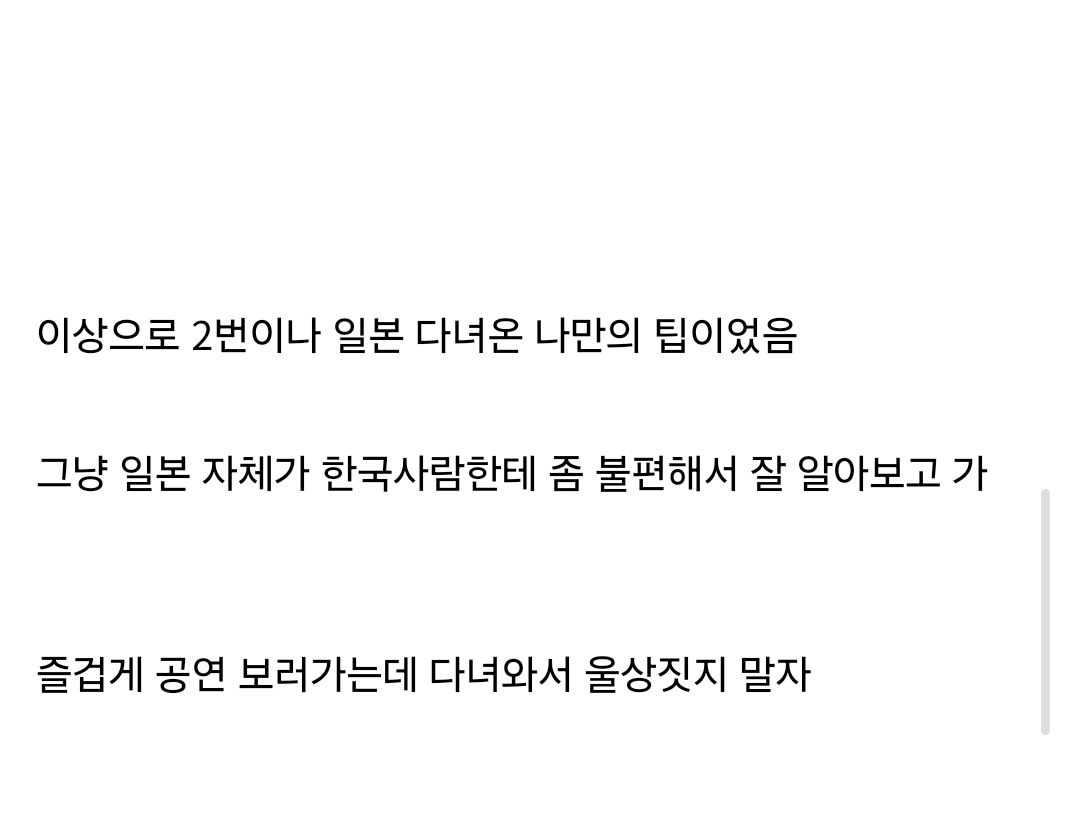 이상으로 2번이나 일본 다녀온 나만의 팁이었음
그냥 일본 자체가 한국사람한테 좀 불편해서 잘 알아보고 가
즐겁게 공연 보러가는데 다녀와서 울상짓지 말자